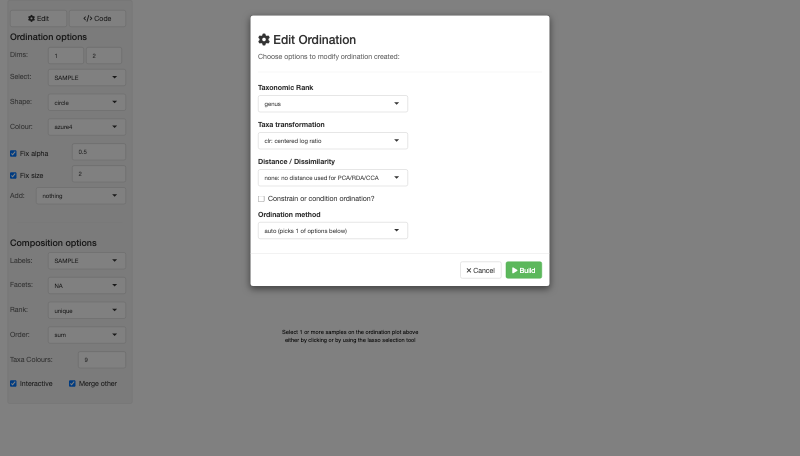 Edit
</> Code
Ordination options
Dims: 1 2
Select: SAMPLE
Shape: circle
Colour: azure4
Fix alpha 0.5
Fix size 2
Add: nothing
Composition options
Labels: SAMPLE
Facets: NA
Rank: unique
Order: sum
Taxa Colours: 9
Interactive Merge other
Edit Ordination
Choose options to modify ordination created:
Taxonomic Rank
genus
Taxa transformation
clr: centered log ratio
Distance / Dissimilarity
none: no distance used for PCA/RDA/CCA
Constrain or condition ordination?
Ordination method
auto (picks 1 of options below)
Cancel
Build
Select 1 or more samples on the ordination plot above
either by clicking or by using the lasso selection tool